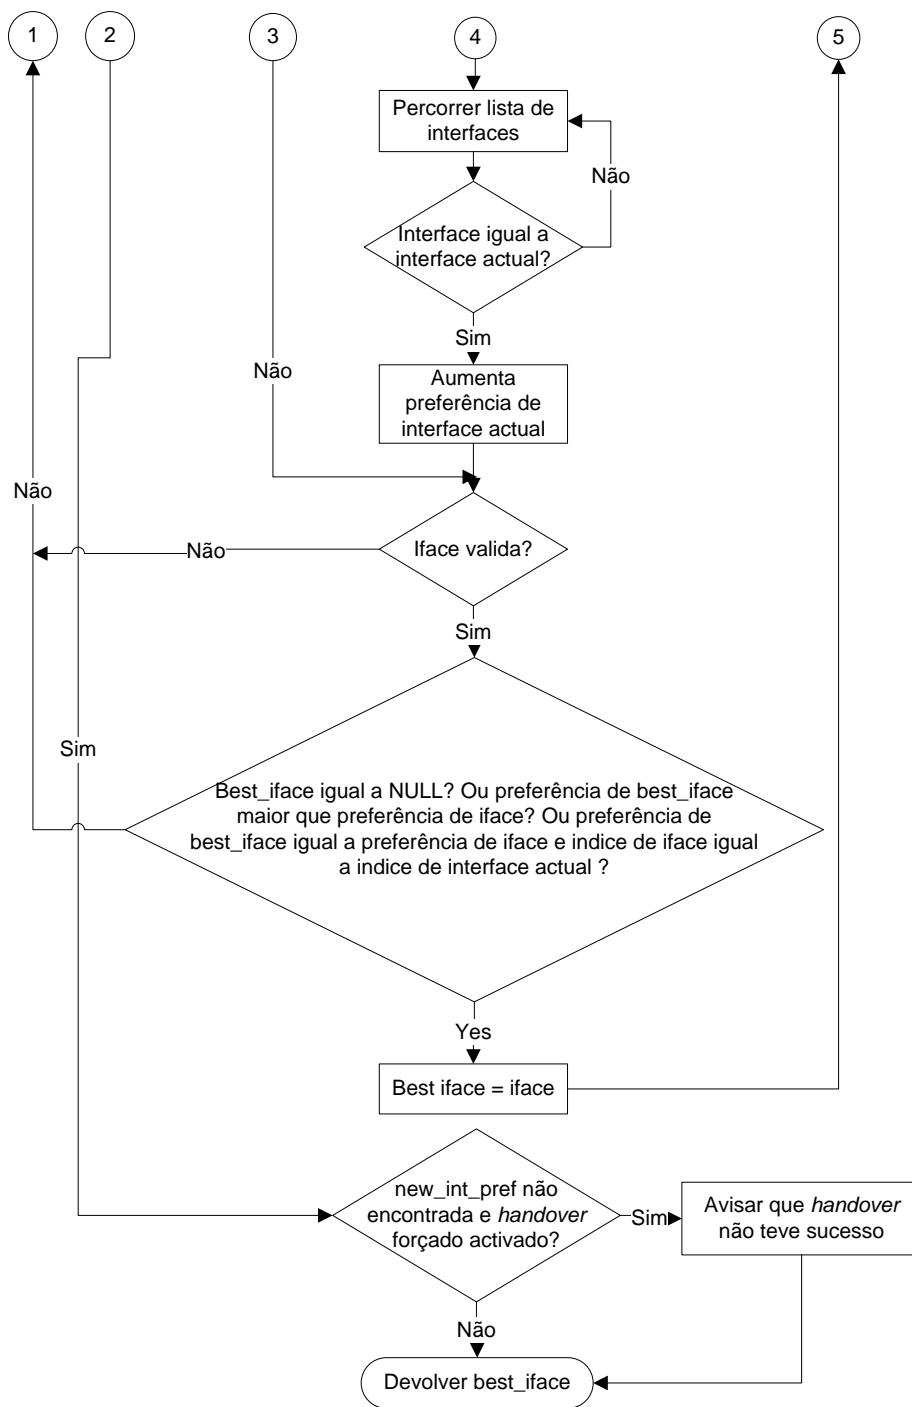 1
2
3
4
5
Percorrer lista de
interfaces
Não
Interface igual a
interface actual?
Sim
Não
Aumenta
preferência de
interface actual
Não
Não
Iface valida?
Sim
Sim
Best_iface igual a NULL? Ou preferência de best_iface
maior que preferência de iface? Ou preferência de
best_iface igual a preferência de iface e indice de iface igual
a indice de interface actual ?
Yes
Best iface = iface
new_int_pref não
encontrada e handover
forçado activado?
Sim
Avisar que handover
não teve sucesso
Não
Devolver best_iface